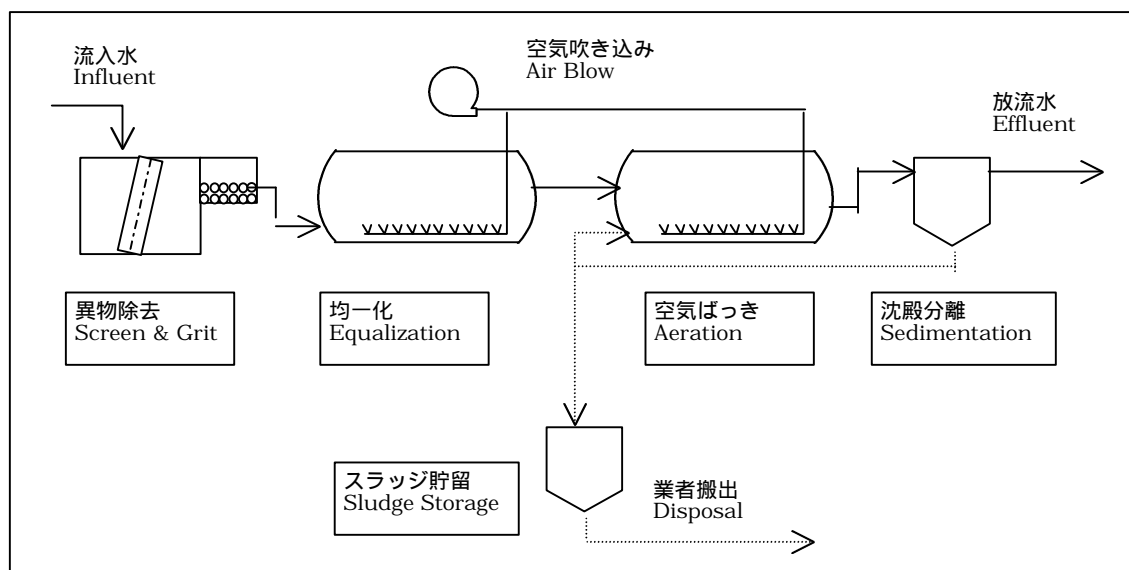 流入水
Influent
空気吹き込み
Air Blow
放流水
Effluent
異物除去
Screen & Grit
均一化
Equalization
空気ばっき
Aeration
沈殿分離
Sedimentation
スラッジ貯留
Sludge Storage
業者搬出
Disposal